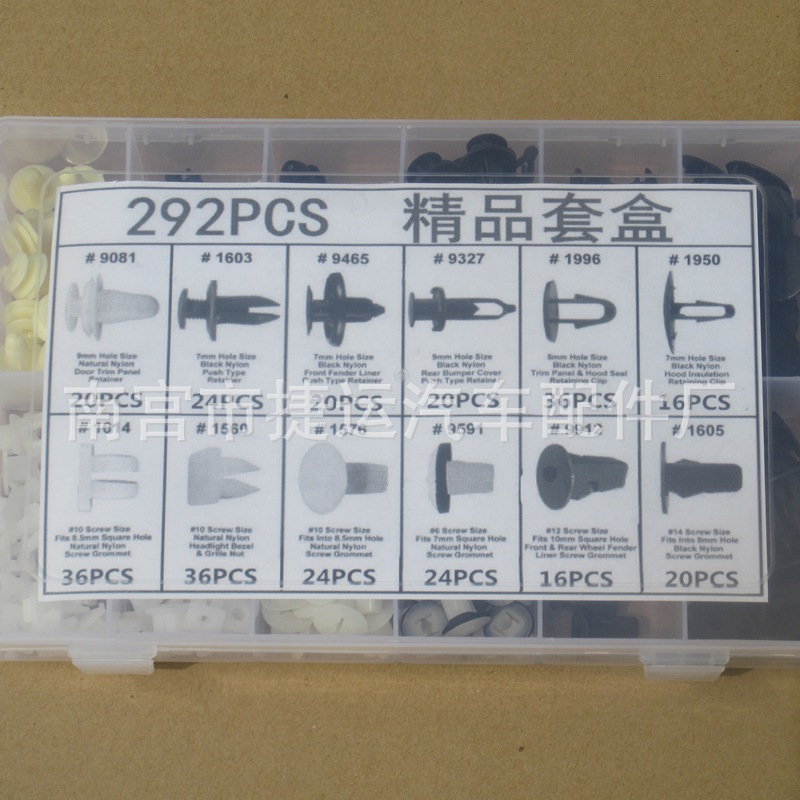 292PCS 精品套盒
# 9081
9mm Hole Size
Natural Nylon
Door Trim Panel
Retainer
20PCS
# 1603
7mm Hole Size
Black Nylon
Push Type
Retainer
24PCS
# 9465
7mm Hole Size
Black Nylon
Front Fender Liner
Push Type Retainer
20PCS
# 9327
9mm Hole Size
Black Nylon
Rear Bumper Cover
Push Type Retainer
20PCS
# 1996
5mm Hole Size
Black Nylon
Trim Panel & Hood Seal
Retaining Clip
36PCS
# 1950
7mm Hole Size
Black Nylon
Hood Insulation
Retaining Clip
16PCS
南宫市捷运汽车配件厂
# 1014
#10 Screw Size
Fits 8.5mm Square Hole
Natural Nylon
Screw Grommet
36PCS
# 1560
#10 Screw Size
Natural Nylon
Headlight Bezel
& Grille Nut
36PCS
# 1576
#10 Screw Size
Fits Into 8.5mm Hole
Natural Nylon
Screw Grommet
24PCS
# 9591
#6 Screw Size
Fits 7mm Square Hole
Natural Nylon
Screw Grommet
24PCS
# 9912
#12 Screw Size
Fits 10mm Square Hole
Front & Rear Wheel Fender
Liner Screw Grommet
16PCS
# 1605
#14 Screw Size
Fits Into 8mm Hole
Black Nylon
Screw Grommet
20PCS